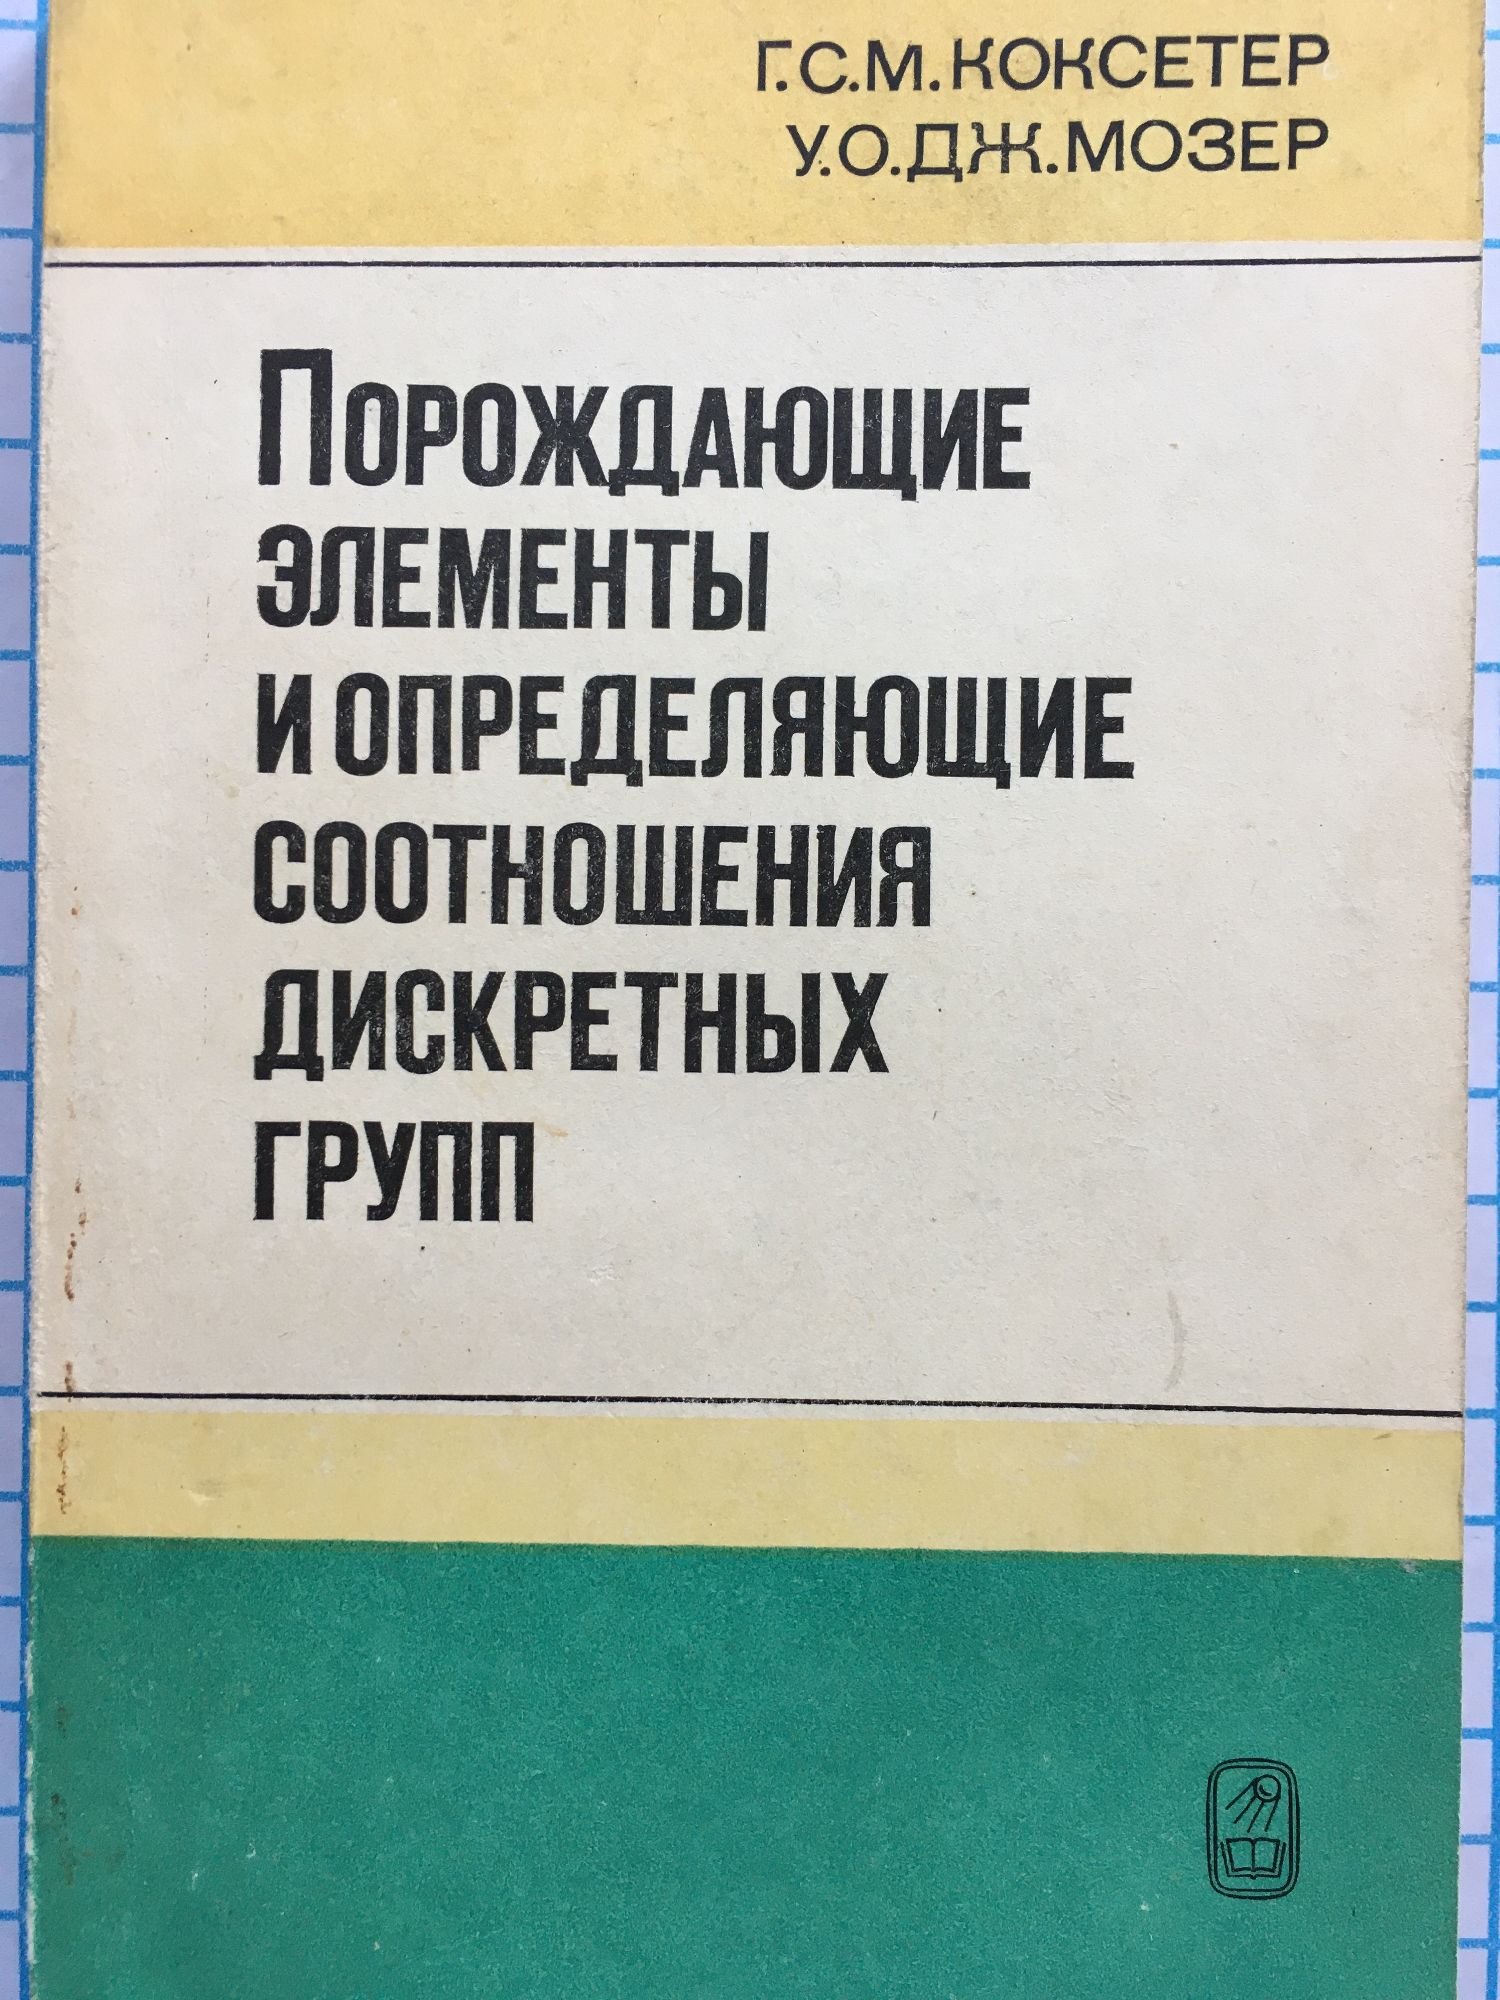 Г.С.М.КОКСЕТЕР
У.О.ДЖ.МОЗЕР
ПОРОЖДАЮЩИЕ
ЭЛЕМЕНТЫ
И ОПРЕДЕЛЯЮЩИЕ
СООТНОШЕНИЯ
ДИСКРЕТНЫХ
ГРУПП